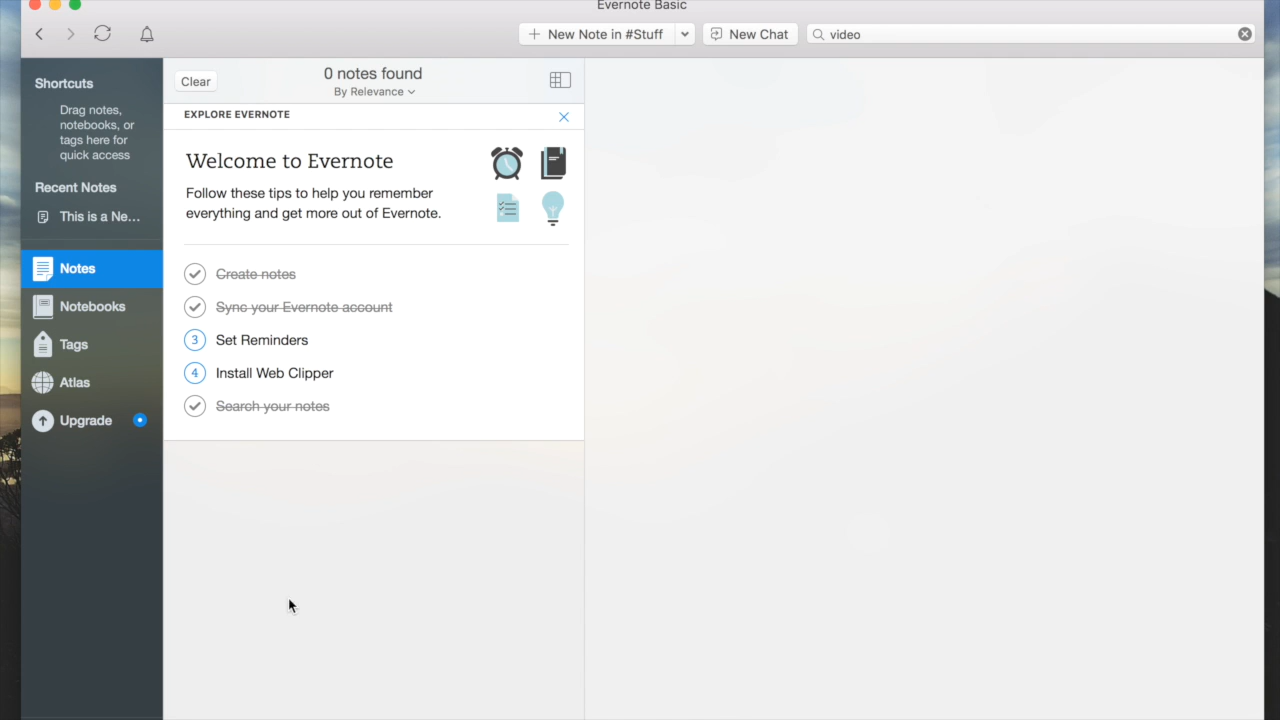 Evernote Basic
New Note in #Stuff
New Chat
video
Shortcuts
Drag notes,
notebooks, or
tags here for
quick access
Recent Notes
This is a Ne...
Notes
Notebooks
Tags
Atlas
Upgrade
Clear
0 notes found
By Relevance
EXPLORE EVERNOTE
Welcome to Evernote
Follow these tips to help you remember
everything and get more out of Evernote.
Create notes
Sync your Evernote account
3 Set Reminders
4 Install Web Clipper
Search your notes